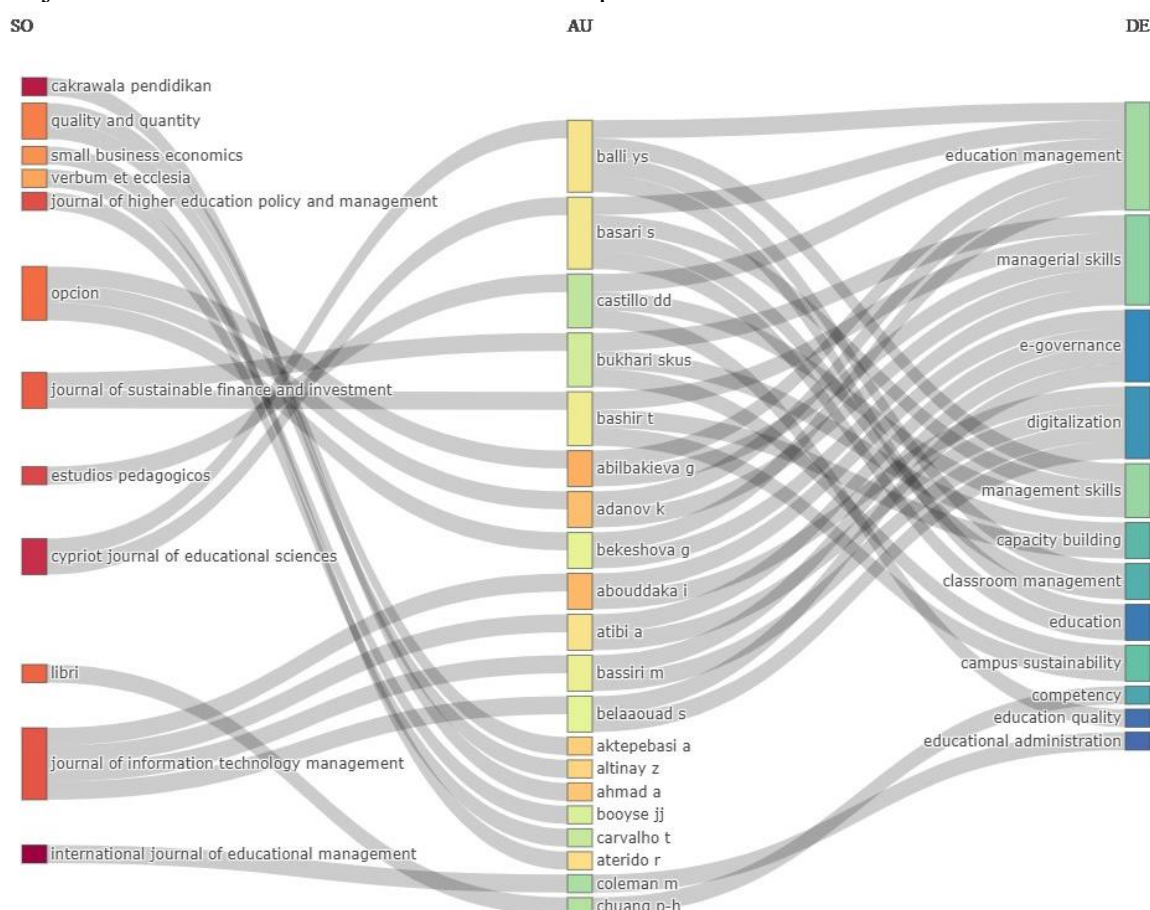 SO
AU
DE
cakrawala pendidikan
quality and quantity
small business economics
verbum et ecclesia
journal of higher education policy and management
opcion
journal of sustainable finance and investment
estudios pedagogicos
cypriot journal of educational sciences
libri
journal of information technology management
international journal of educational management
balli ys
basari s
castillo dd
bukhari skus
bashir t
abilbakieva g
adanov k
bekeshova g
abouddaka i
atibi a
bassiri m
belaaouad s
aktepebasi a
altinay z
ahmad a
booyse jj
carvalho t
aterido r
coleman m
chuang p-h
education management
managerial skills
e-governance
digitalization
management skills
capacity building
classroom management
education
campus sustainability
competency
education quality
educational administration